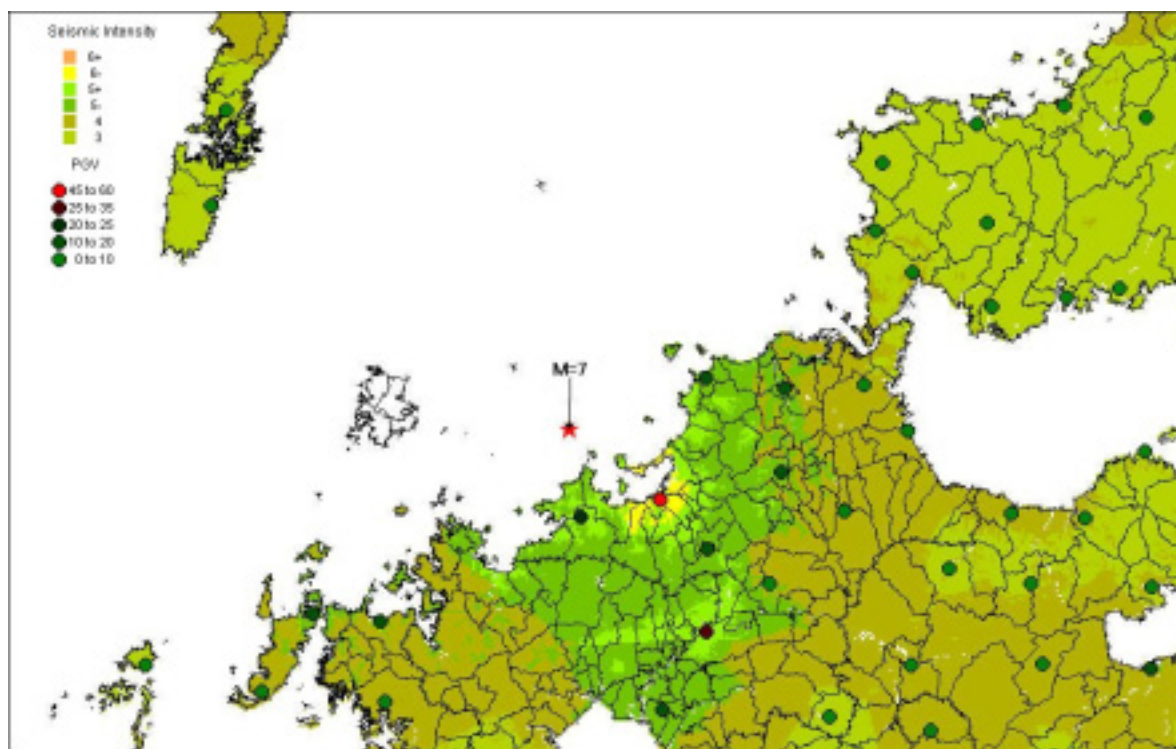 Seismic Intensity
6+
6-
5+
5-
4
3
PGV
45 to 60
25 to 35
20 to 25
10 to 20
0 to 10
M=7